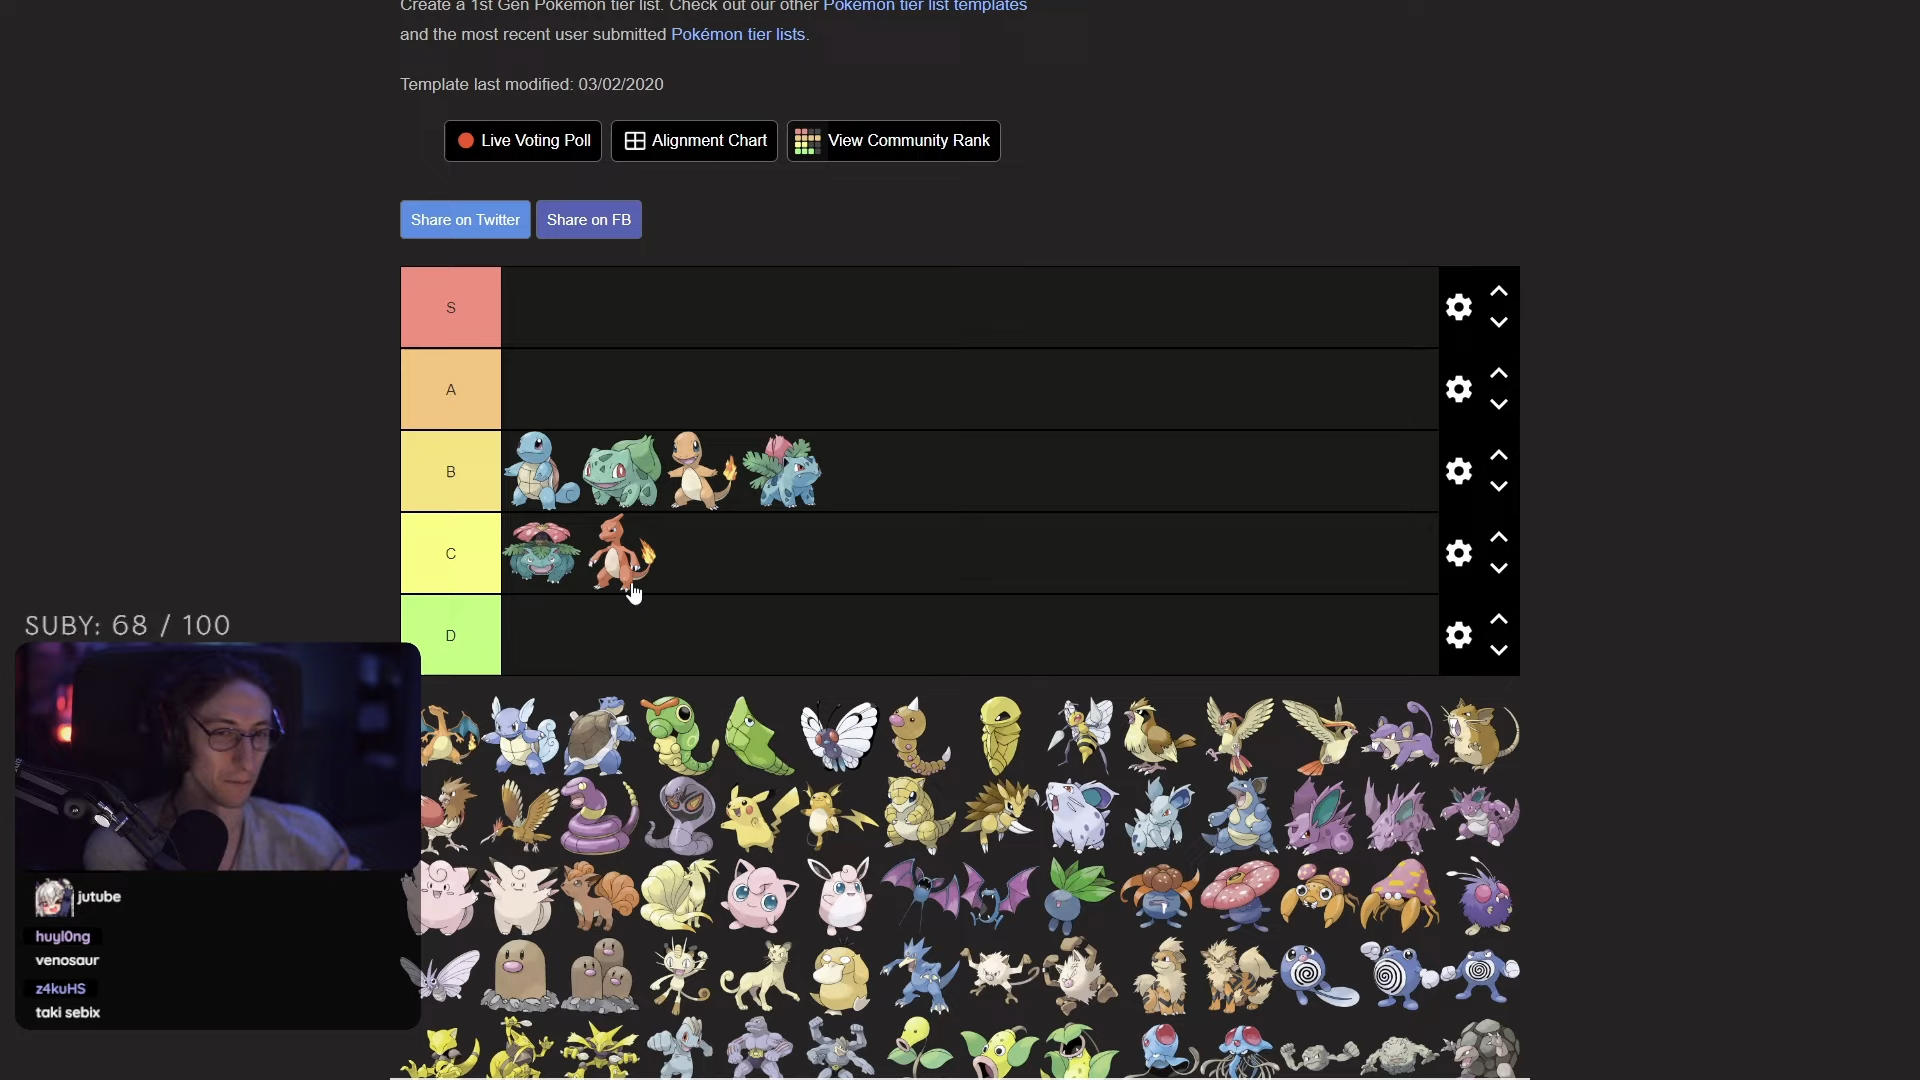 Create a 1st Gen Pokemon tier list. Check out our other Pokemon tier list templates
and the most recent user submitted Pokémon tier lists.
Template last modified: 03/02/2020
Live Voting Poll
Alignment Chart
View Community Rank
Share on Twitter
Share on FB
S
A
B
C
D
SUBY: 68 / 100
jutube
huyl0ng
venosaur
z4kuHS
taki sebix